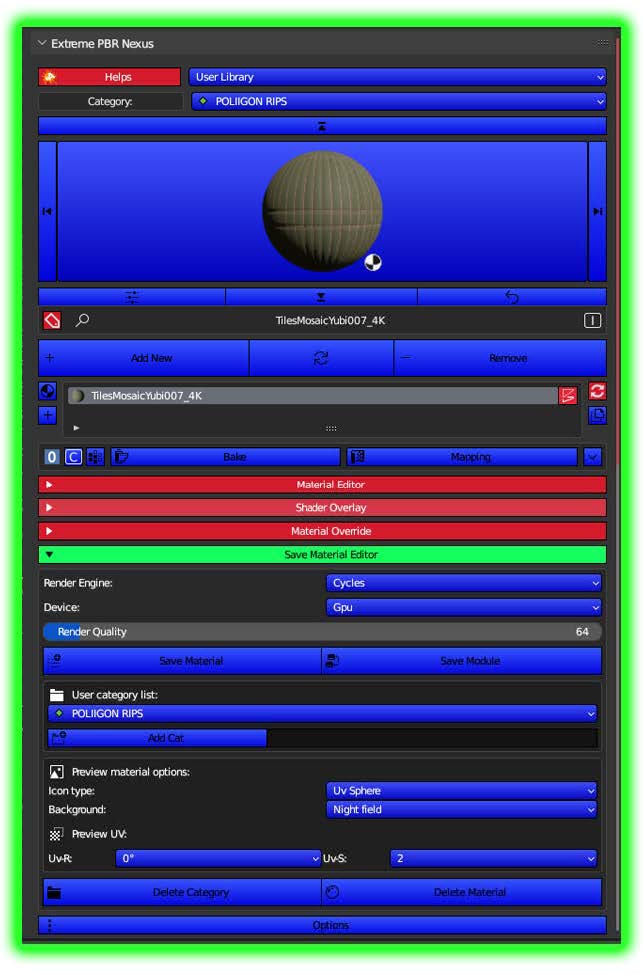 Extreme PBR Nexus
Helps
User Library
Category:
POLIIGON RIPS
TilesMosaicYubi007_4K
Add New
Remove
TilesMosaicYubi007_4K
0 C Bake Mapping
Material Editor
Shader Overlay
Material Override
Save Material Editor
Render Engine: Cycles
Device: Gpu
Render Quality 64
Save Material Save Module
User category list:
POLIIGON RIPS
Add Cat
Preview material options:
Icon type: Uv Sphere
Background: Night field
Preview UV:
Uv-R: 0° Uv-S: 2
Delete Category Delete Material
Options